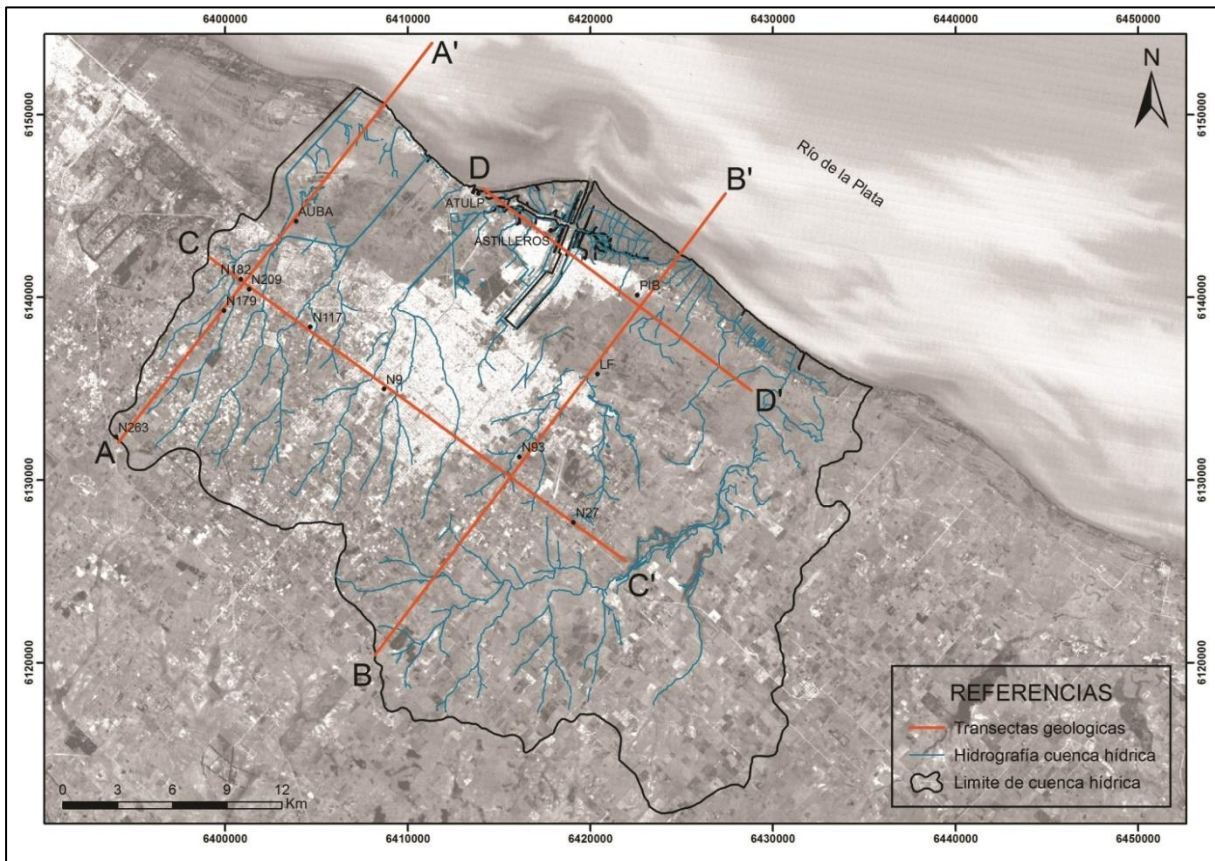 6400000 6410000 6420000 6430000 6440000 6450000
A'
N
6150000 6150000
Río de la Plata
D B'
ATULP
AUBA
ASTILLEROS
C
N182
N209 PIB
6140000 6140000
N179
N117
LF
N9 D'
N263 N93
A
6130000 6130000
N27
C'
B
6120000 6120000
REFERENCIAS
Transectas geologicas
Hidrografía cuenca hídrica
Limite de cuenca hídrica
0 3 6 9 12
Km
6400000 6410000 6420000 6430000 6440000 6450000